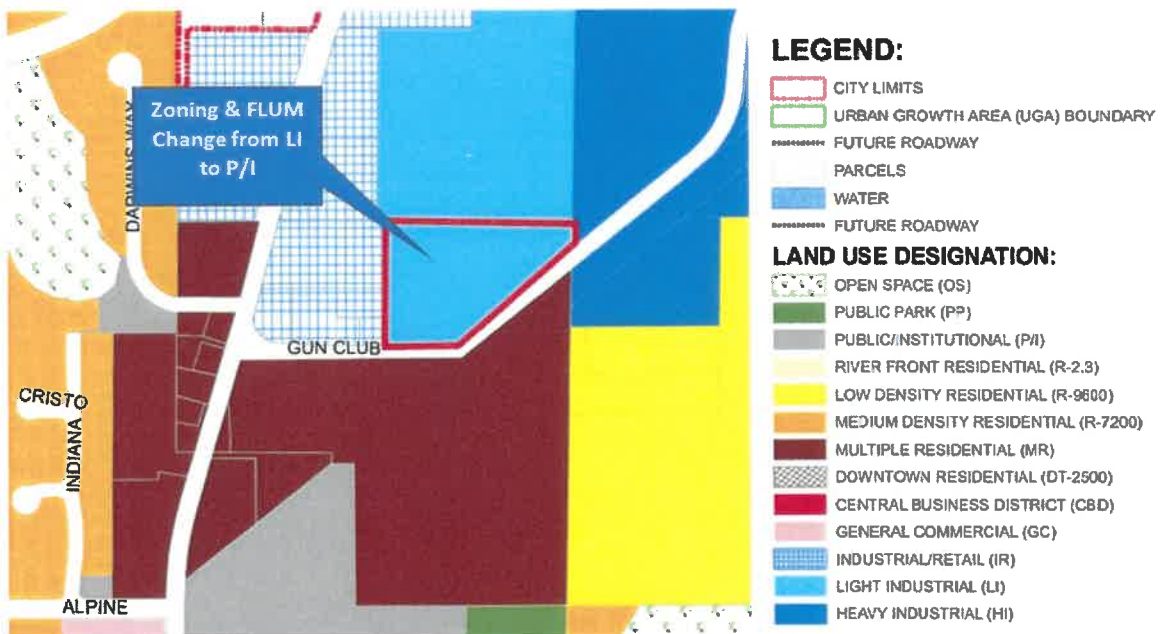 Zoning & FLUM
Change from LI
to P/I
DARWINS WAY
GUN CLUB
CRISTO
INDIANA
ALPINE
LEGEND:
CITY LIMITS
URBAN GROWTH AREA (UGA) BOUNDARY
FUTURE ROADWAY
PARCELS
WATER
FUTURE ROADWAY
LAND USE DESIGNATION:
OPEN SPACE (OS)
PUBLIC PARK (PP)
PUBLIC/INSTITUTIONAL (P/I)
RIVER FRONT RESIDENTIAL (R-2.3)
LOW DENSITY RESIDENTIAL (R-9600)
MEDIUM DENSITY RESIDENTIAL (R-7200)
MULTIPLE RESIDENTIAL (MR)
DOWNTOWN RESIDENTIAL (DT-2500)
CENTRAL BUSINESS DISTRICT (CBD)
GENERAL COMMERCIAL (GC)
INDUSTRIAL/RETAIL (IR)
LIGHT INDUSTRIAL (LI)
HEAVY INDUSTRIAL (HI)